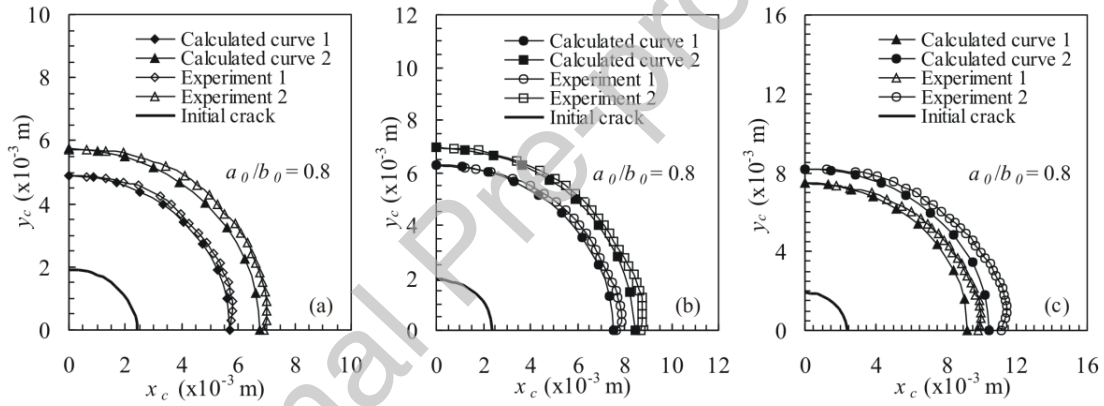 10
8
6
4
2
0
y_c (x10⁻³ m)
Calculated curve 1
Calculated curve 2
Experiment 1
Experiment 2
Initial crack
a_0/b_0 = 0.8
(a)
0 2 4 6 8 10
x_c (x10⁻³ m)
12
10
8
6
4
2
0
y_c (x10⁻³ m)
Calculated curve 1
Calculated curve 2
Experiment 1
Experiment 2
Initial crack
a_0/b_0 = 0.8
(b)
0 2 4 6 8 10 12
x_c (x10⁻³ m)
16
12
8
4
0
y_c (x10⁻³ m)
Calculated curve 1
Calculated curve 2
Experiment 1
Experiment 2
Initial crack
a_0/b_0 = 0.8
(c)
0 4 8 12 16
x_c (x10⁻³ m)
nal Pre-pro